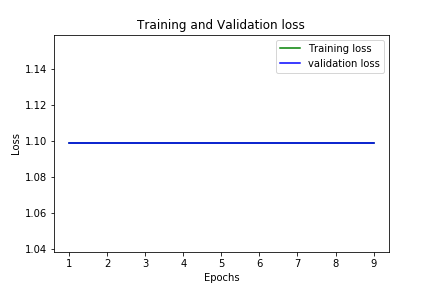 Training and Validation loss
Training loss
validation loss
1.14
1.12
1.10
1.08
1.06
1.04
Loss
1 2 3 4 5 6 7 8 9
Epochs